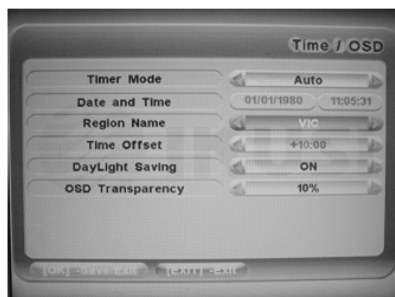 Time / OSD
Timer Mode Auto
Date and Time 01/01/1980 11:05:31
Region Name VIC
Time Offset +10:00
DayLight Saving ON
OSD Transparency 10%
[OK] -Save/Exit [EXIT] -Exit